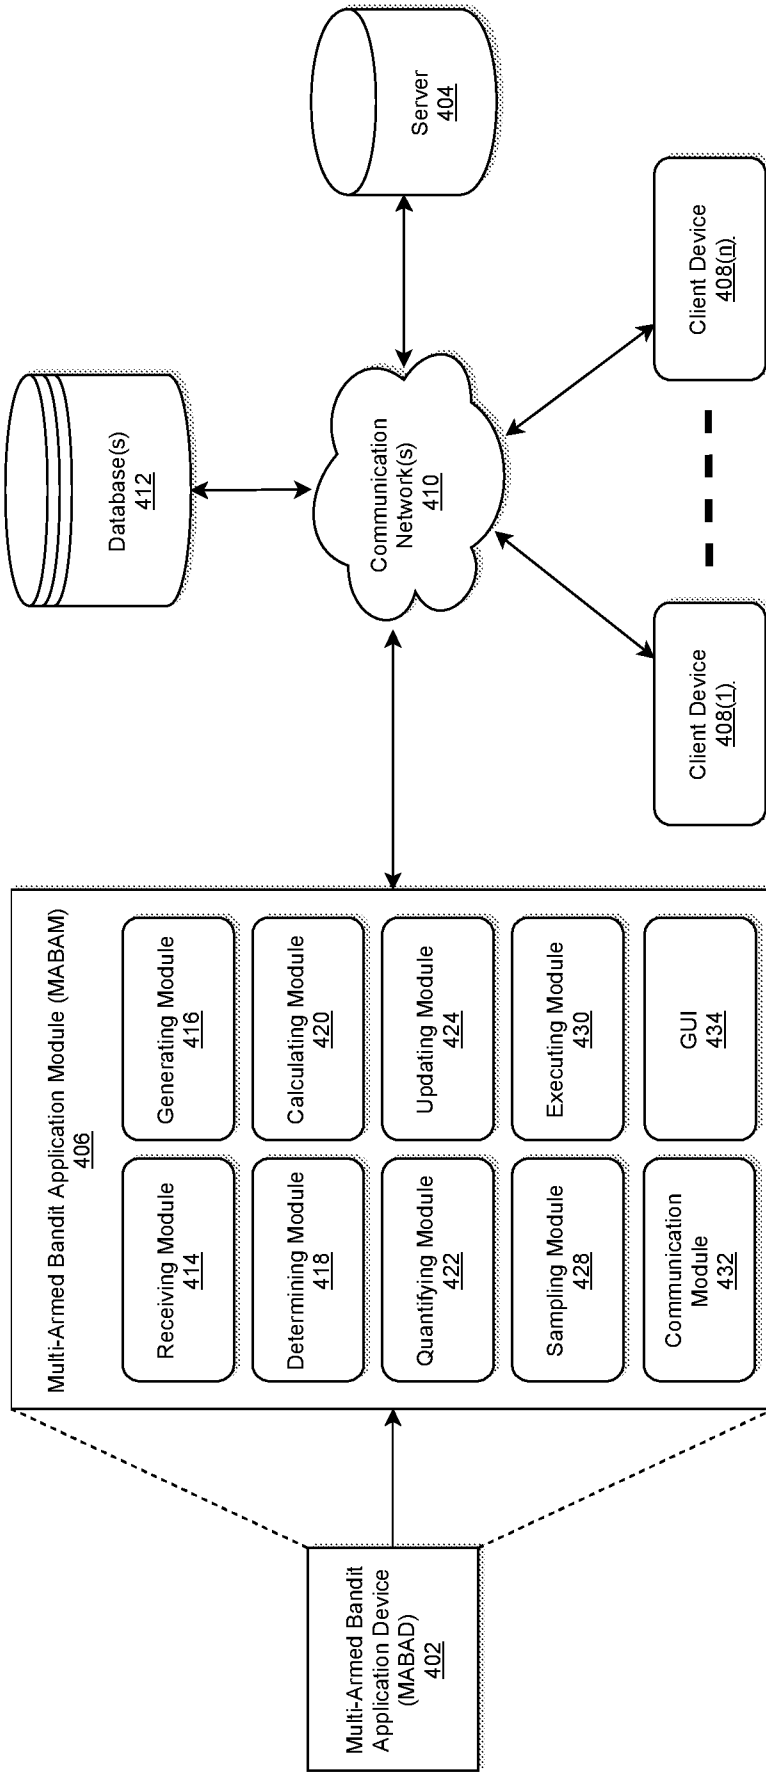 Multi-Armed Bandit
Application Device
(MABAD)
402
Multi-Armed Bandit Application Module (MABAM)
406
Receiving Module
414
Generating Module
416
Determining Module
418
Calculating Module
420
Quantifying Module
422
Updating Module
424
Sampling Module
428
Executing Module
430
Communication
Module
432
GUI
434
Database(s)
412
Communication
Network(s)
410
Server
404
Client Device
408(1).
Client Device
408(n).